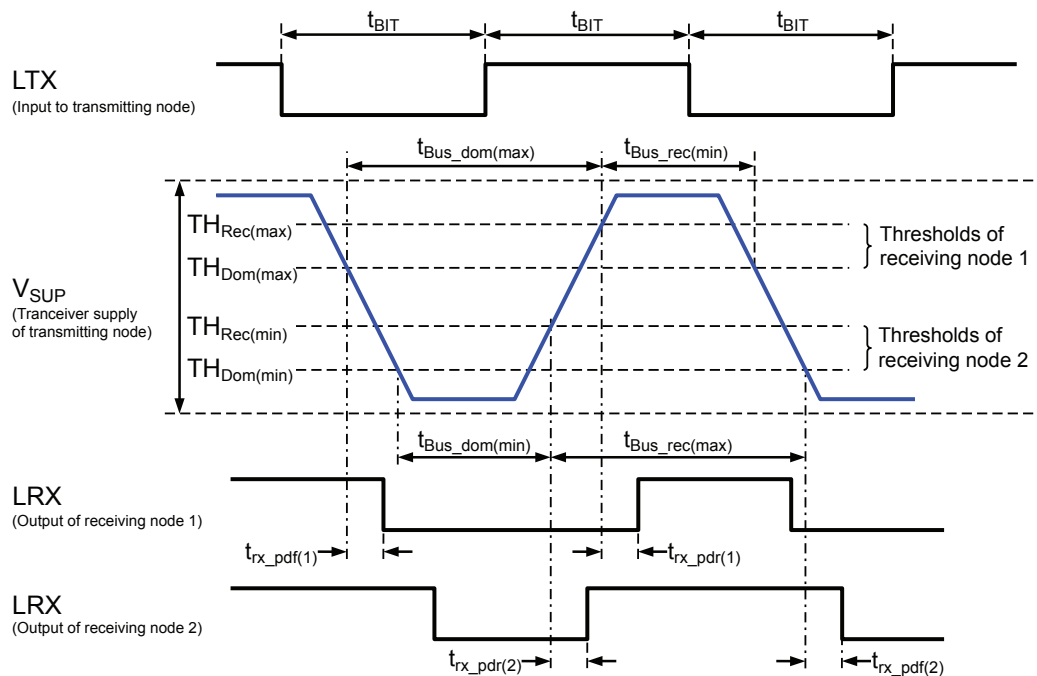 tBIT tBIT tBIT
LTX
(Input to transmitting node)
tBus_dom(max) tBus_rec(min)
THRec(max)
Thresholds of
receiving node 1
THDom(max)
VSUP
(Tranceiver supply
of transmitting node)
THRec(min)
Thresholds of
receiving node 2
THDom(min)
tBus_dom(min) tBus_rec(max)
LRX
(Output of receiving node 1)
trx_pdf(1) trx_pdr(1)
LRX
(Output of receiving node 2)
trx_pdr(2) trx_pdf(2)